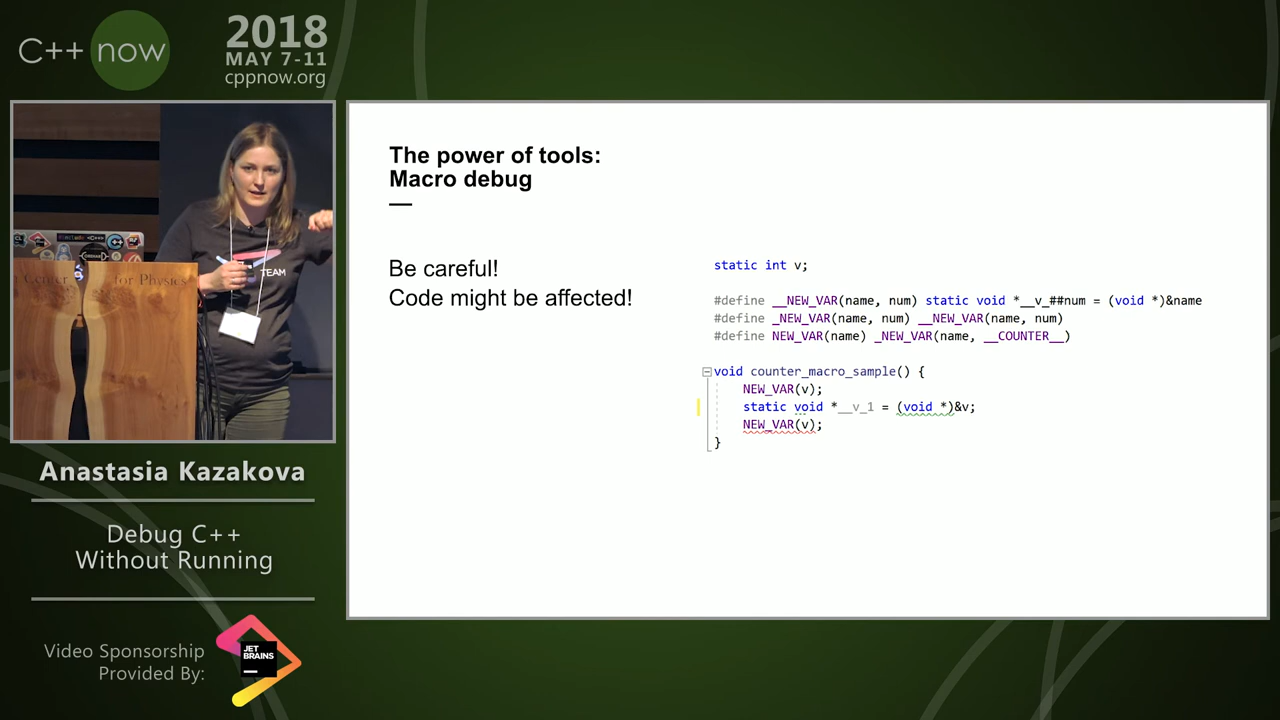 C++ now
2018
MAY 7-11
cppnow.org
TEAM
Center for Physics
Anastasia Kazakova
Debug C++
Without Running
Video Sponsorship
Provided By:
JET
BRAINS
The power of tools:
Macro debug
Be careful!
Code might be affected!
static int v;
#define __NEW_VAR(name, num) static void *__v_##num = (void *)&name
#define _NEW_VAR(name, num) __NEW_VAR(name, num)
#define NEW_VAR(name) _NEW_VAR(name, __COUNTER__)
void counter_macro_sample() {
NEW_VAR(v);
static void *__v_1 = (void *)&v;
NEW_VAR(v);
}